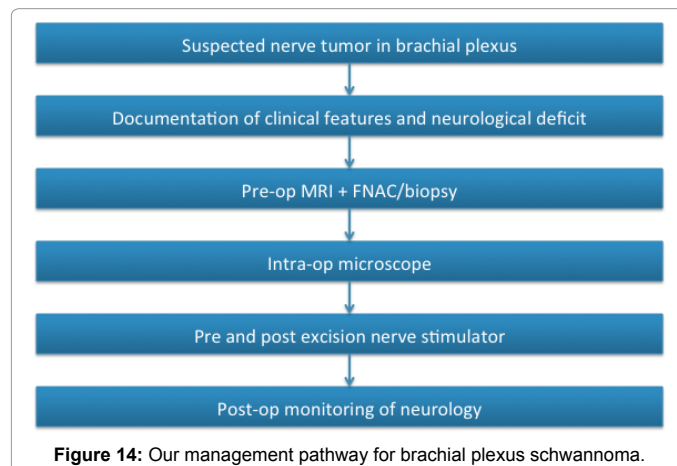 Suspected nerve tumor in brachial plexus
Documentation of clinical features and neurological deficit
Pre-op MRI + FNAC/biopsy
Intra-op microscope
Pre and post excision nerve stimulator
Post-op monitoring of neurology
Figure 14: Our management pathway for brachial plexus schwannoma.